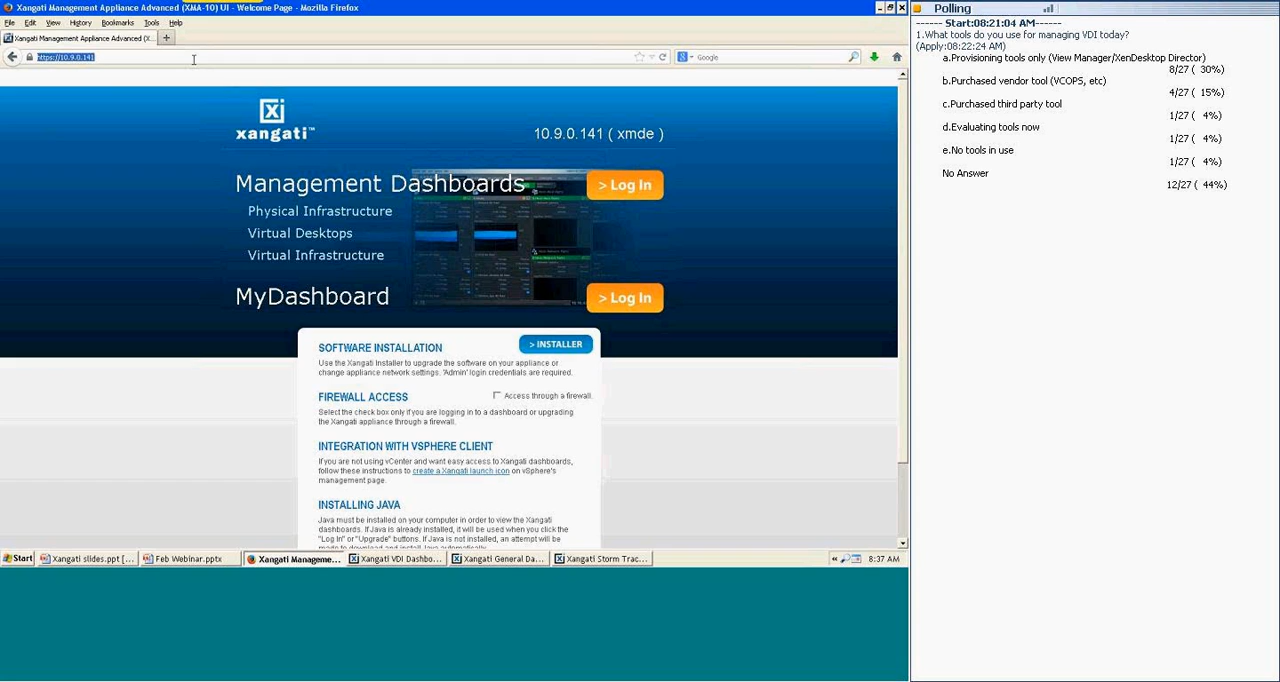 Xangati Management Appliance Advanced (XMA-10) UI - Welcome Page - Mozilla Firefox
File Edit View History Bookmarks Tools Help
Xangati Management Appliance Advanced (X... +
https://10.9.0.141
Google
Xi
xangati™
10.9.0.141 ( xmde )
Management Dashboards
> Log In
Physical Infrastructure
Virtual Desktops
Virtual Infrastructure
MyDashboard
> Log In
SOFTWARE INSTALLATION
> INSTALLER
Use the Xangati Installer to upgrade the software on your appliance or
change appliance network settings. 'Admin' login credentials are required.
FIREWALL ACCESS
Access through a firewall.
Select the check box only if you are logging in to a dashboard or upgrading
the Xangati appliance through a firewall.
INTEGRATION WITH VSPHERE CLIENT
If you are not using vCenter and want easy access to Xangati dashboards,
follow these instructions to create a Xangati launch icon on vSphere's
management page.
INSTALLING JAVA
Java must be installed on your computer in order to view the Xangati
dashboards. If Java is already installed, it will be used when you click the
"Log In" or "Upgrade" buttons. If Java is not installed, an attempt will be
made to download and install Java automatically.
Start
Xangati slides.ppt [...
Feb Webinar.pptx
Xangati Manageme...
Xangati VDI Dashbo...
Xangati General Da...
Xangati Storm Trac...
« 8:37 AM
Polling
------ Start:08:21:04 AM------
1.What tools do you use for managing VDI today?
(Apply:08:22:24 AM)
a.Provisioning tools only (View Manager/XenDesktop Director)
8/27 ( 30%)
b.Purchased vendor tool (VCOPS, etc)
4/27 ( 15%)
c.Purchased third party tool
1/27 ( 4%)
d.Evaluating tools now
1/27 ( 4%)
e.No tools in use
1/27 ( 4%)
No Answer
12/27 ( 44%)